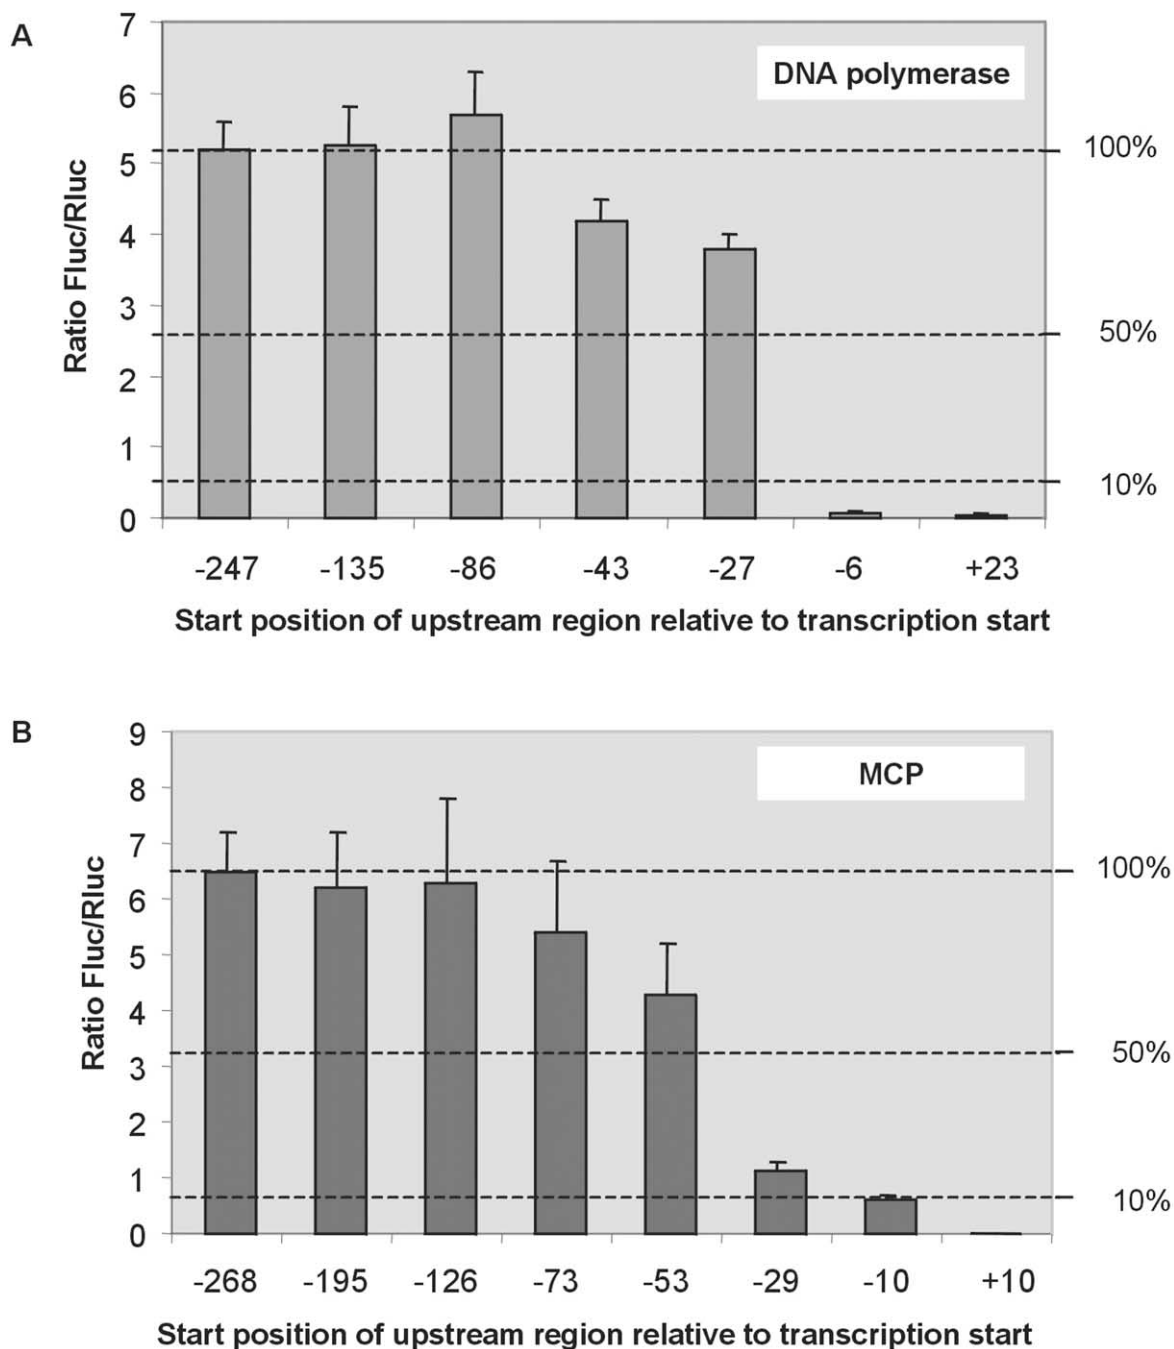 A
7
6
5
4
3
2
1
0
Ratio Fluc/Rluc
DNA polymerase
100%
50%
10%
-247 -135 -86 -43 -27 -6 +23
Start position of upstream region relative to transcription start
B
9
8
7
6
5
4
3
2
1
0
Ratio Fluc/Rluc
MCP
100%
50%
10%
-268 -195 -126 -73 -53 -29 -10 +10
Start position of upstream region relative to transcription start